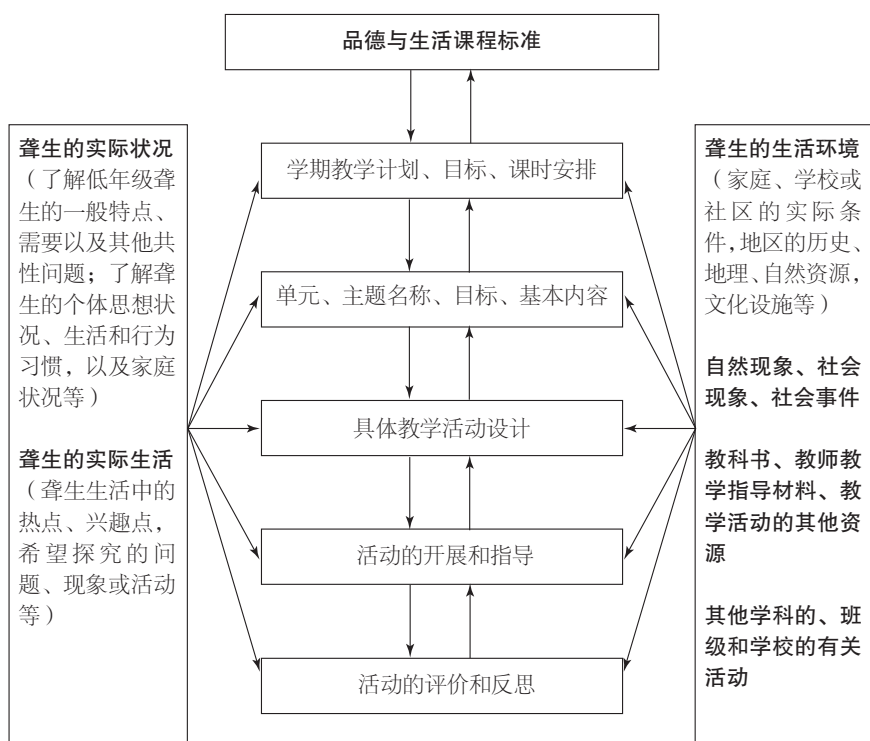 品德与生活课程标准
聋生的实际状况
（了解低年级聋
生的一般特点、
需要以及其他共
性问题；了解聋
生的个体思想状
况、生活和行为
习惯，以及家庭
状况等）
聋生的实际生活
（聋生生活中的
热点、兴趣点，
希望探究的问
题、现象或活动
等）
学期教学计划、目标、课时安排
单元、主题名称、目标、基本内容
具体教学活动设计
活动的开展和指导
活动的评价和反思
聋生的生活环境
（家庭、学校或
社区的实际条
件，地区的历史、
地理、自然资源，
文化设施等）
自然现象、社会
现象、社会事件
教科书、教师教
学指导材料、教
学活动的其他资
源
其他学科的、班
级和学校的有关
活动